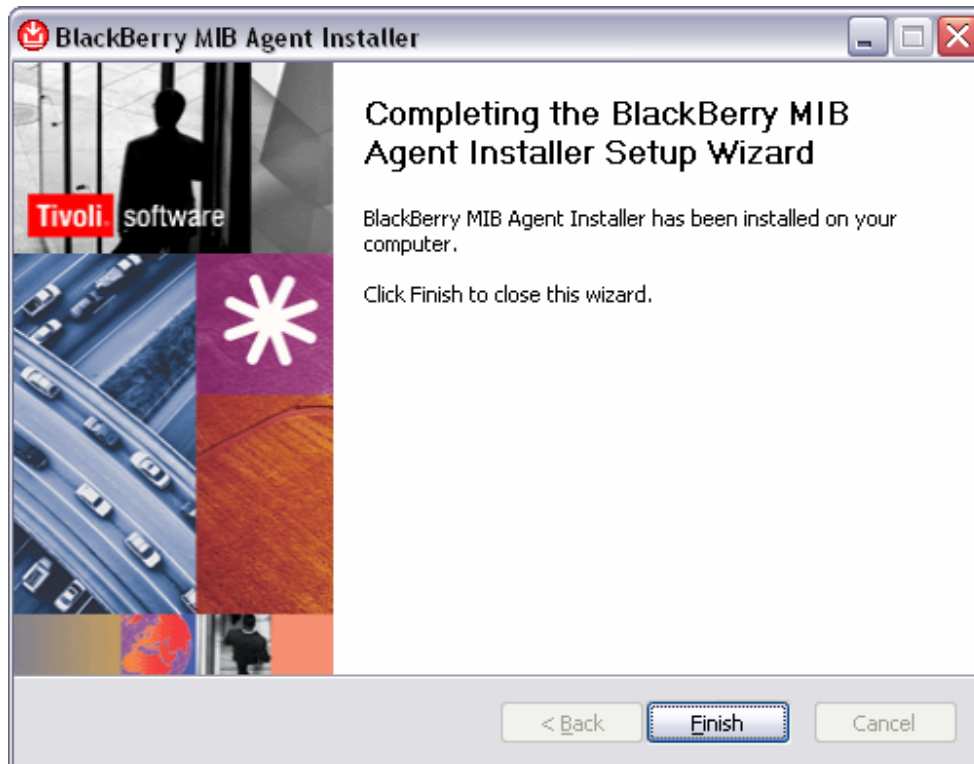 BlackBerry MIB Agent Installer
Tivoli. software
Completing the BlackBerry MIB
Agent Installer Setup Wizard
BlackBerry MIB Agent Installer has been installed on your
computer.
Click Finish to close this wizard.
< Back
Finish
Cancel